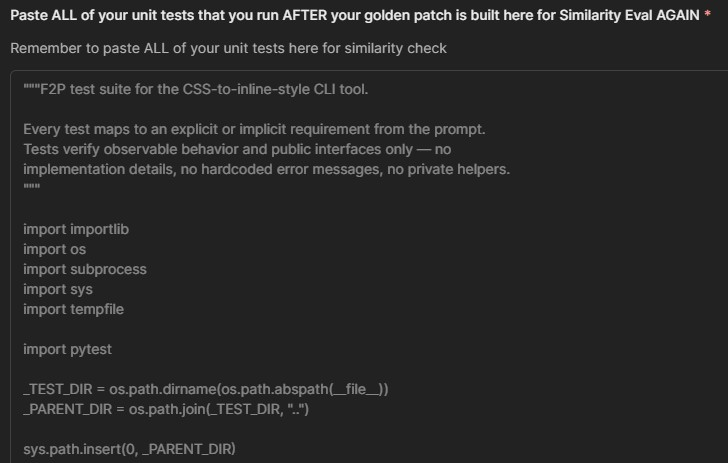 Paste ALL of your unit tests that you run AFTER your golden patch is built here for Similarity Eval AGAIN *
Remember to paste ALL of your unit tests here for similarity check
"""F2P test suite for the CSS-to-inline-style CLI tool.
Every test maps to an explicit or implicit requirement from the prompt.
Tests verify observable behavior and public interfaces only — no
implementation details, no hardcoded error messages, no private helpers.
"""
import importlib
import os
import subprocess
import sys
import tempfile
import pytest
_TEST_DIR = os.path.dirname(os.path.abspath(__file__))
_PARENT_DIR = os.path.join(_TEST_DIR, "..")
sys.path.insert(0, _PARENT_DIR)